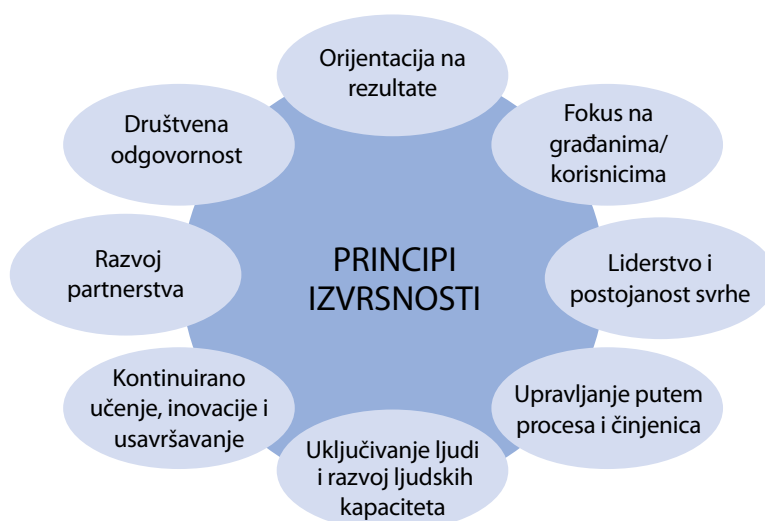 Orijentacija na
rezultate
Fokus na
građanima/
korisnicima
Liderstvo i
postojanost svrhe
Upravljanje putem
procesa i činjenica
Uključivanje ljudi
i razvoj ljudskih
kapaciteta
Kontinuirano
učenje, inovacije i
usavršavanje
Razvoj
partnerstva
Društvena
odgovornost
PRINCIPI
IZVRSNOSTI